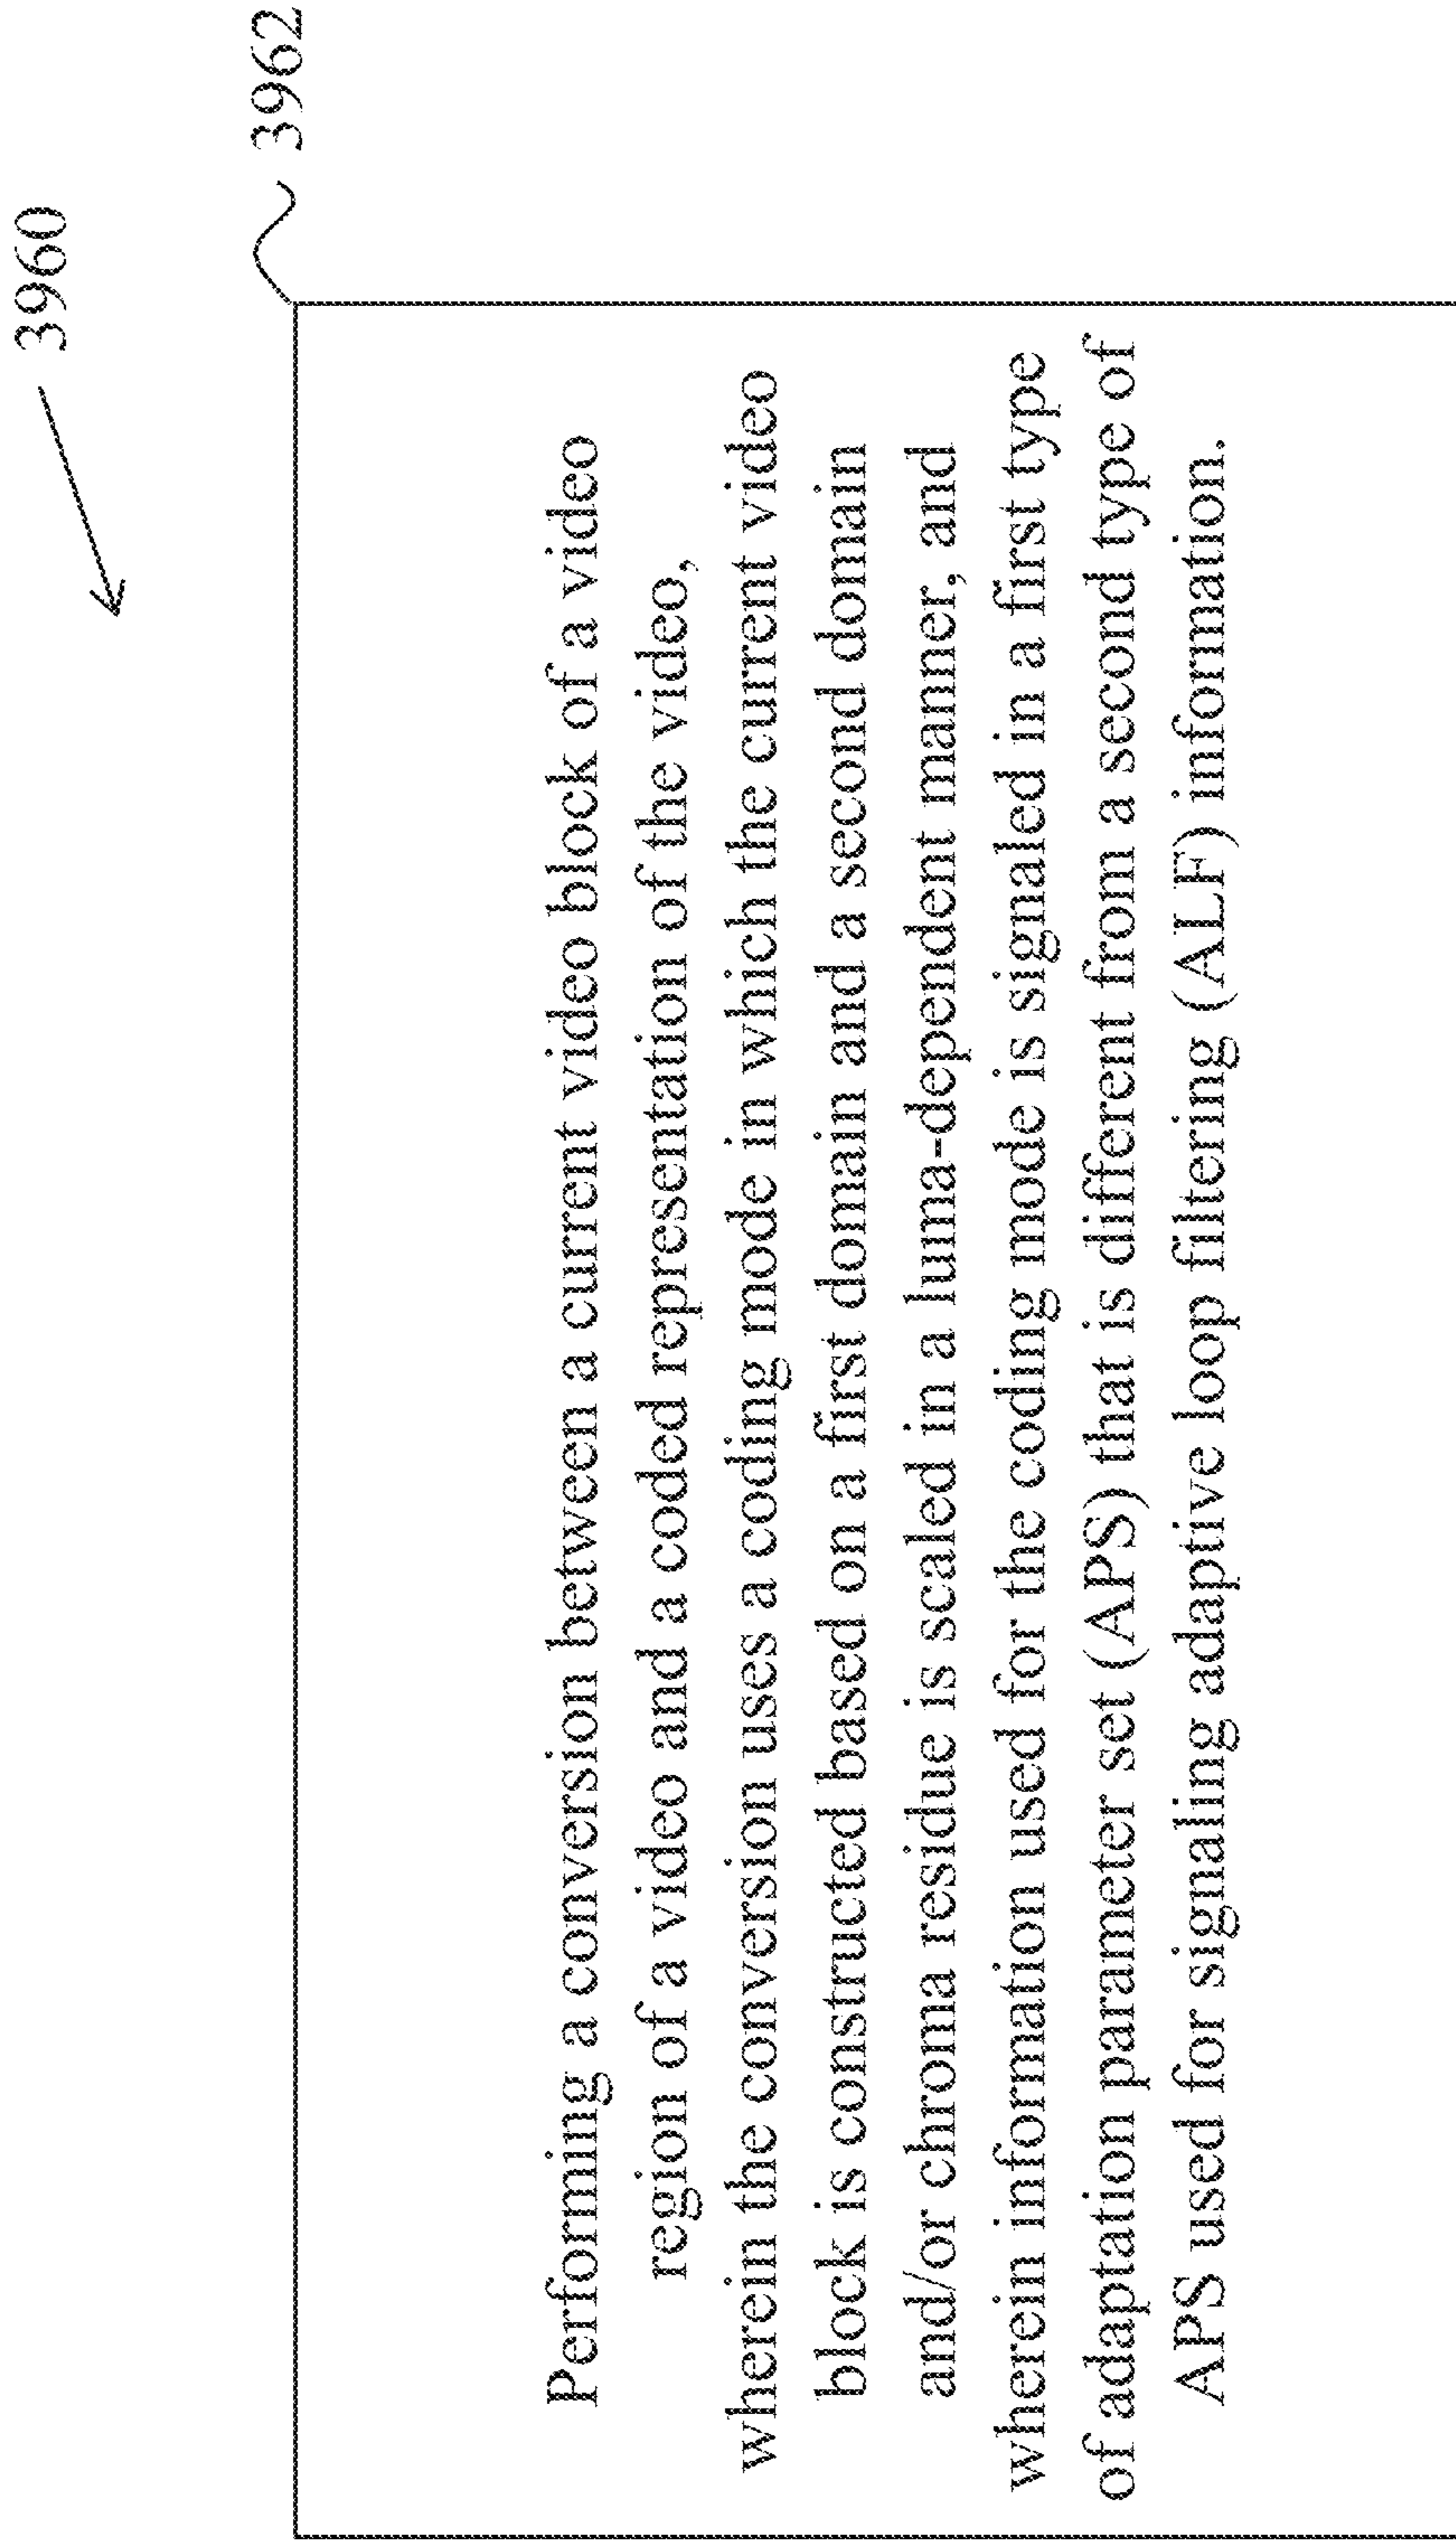 3960
3962
Performing a conversion between a current video block of a video
region of a video and a coded representation of the video,
wherein the conversion uses a coding mode in which the current video
block is constructed based on a first domain and a second domain
and/or chroma residue is scaled in a luma-dependent manner, and
wherein information used for the coding mode is signaled in a first type
of adaptation parameter set (APS) that is different from a second type of
APS used for signaling adaptive loop filtering (ALF) information.